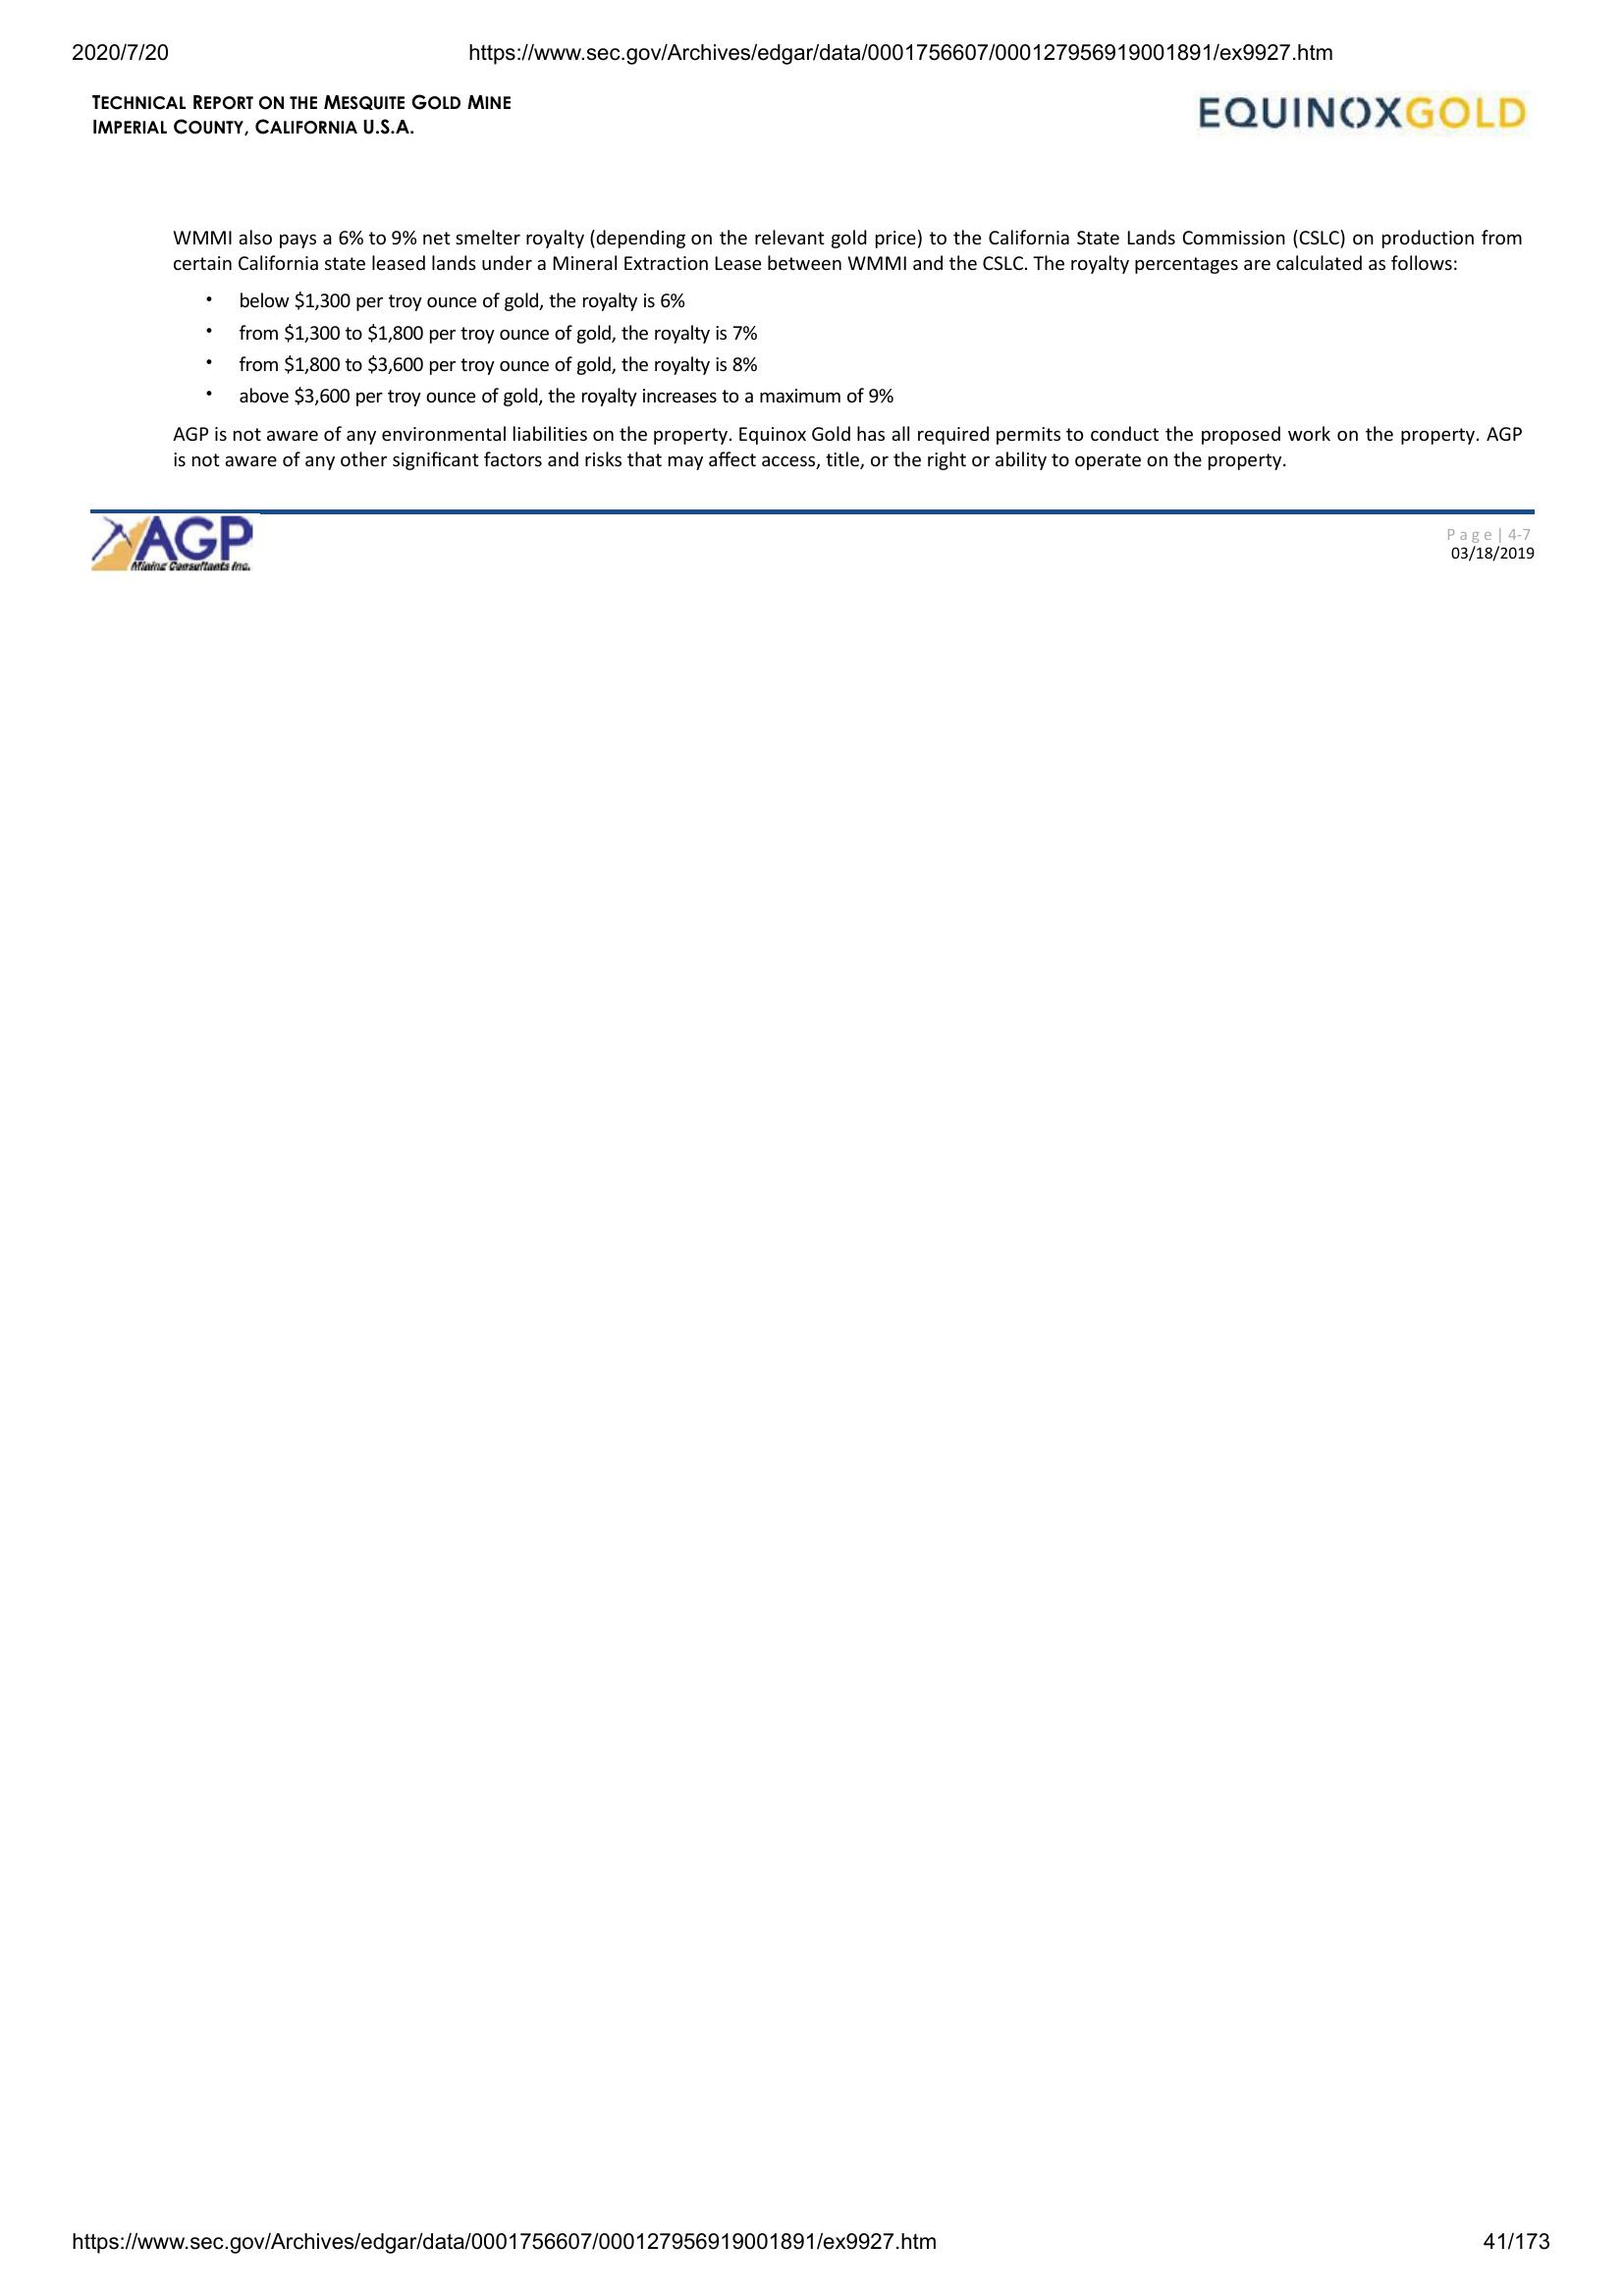 2020/7/20 https://www.sec.gov/Archives/edgar/data/0001756607/000127956919001891/ex9927.htm
TECHNICAL REPORT ON THE MESQUITE GOLD MINE
IMPERIAL COUNTY, CALIFORNIA U.S.A.
EQUINOXGOLD
WMMI also pays a 6% to 9% net smelter royalty (depending on the relevant gold price) to the California State Lands Commission (CSLC) on production from
certain California state leased lands under a Mineral Extraction Lease between WMMI and the CSLC. The royalty percentages are calculated as follows:
• below $1,300 per troy ounce of gold, the royalty is 6%
• from $1,300 to $1,800 per troy ounce of gold, the royalty is 7%
• from $1,800 to $3,600 per troy ounce of gold, the royalty is 8%
• above $3,600 per troy ounce of gold, the royalty increases to a maximum of 9%
AGP is not aware of any environmental liabilities on the property. Equinox Gold has all required permits to conduct the proposed work on the property. AGP
is not aware of any other significant factors and risks that may affect access, title, or the right or ability to operate on the property.
AGP
Mining Consultants Inc.
Page | 4-7
03/18/2019
https://www.sec.gov/Archives/edgar/data/0001756607/000127956919001891/ex9927.htm 41/173